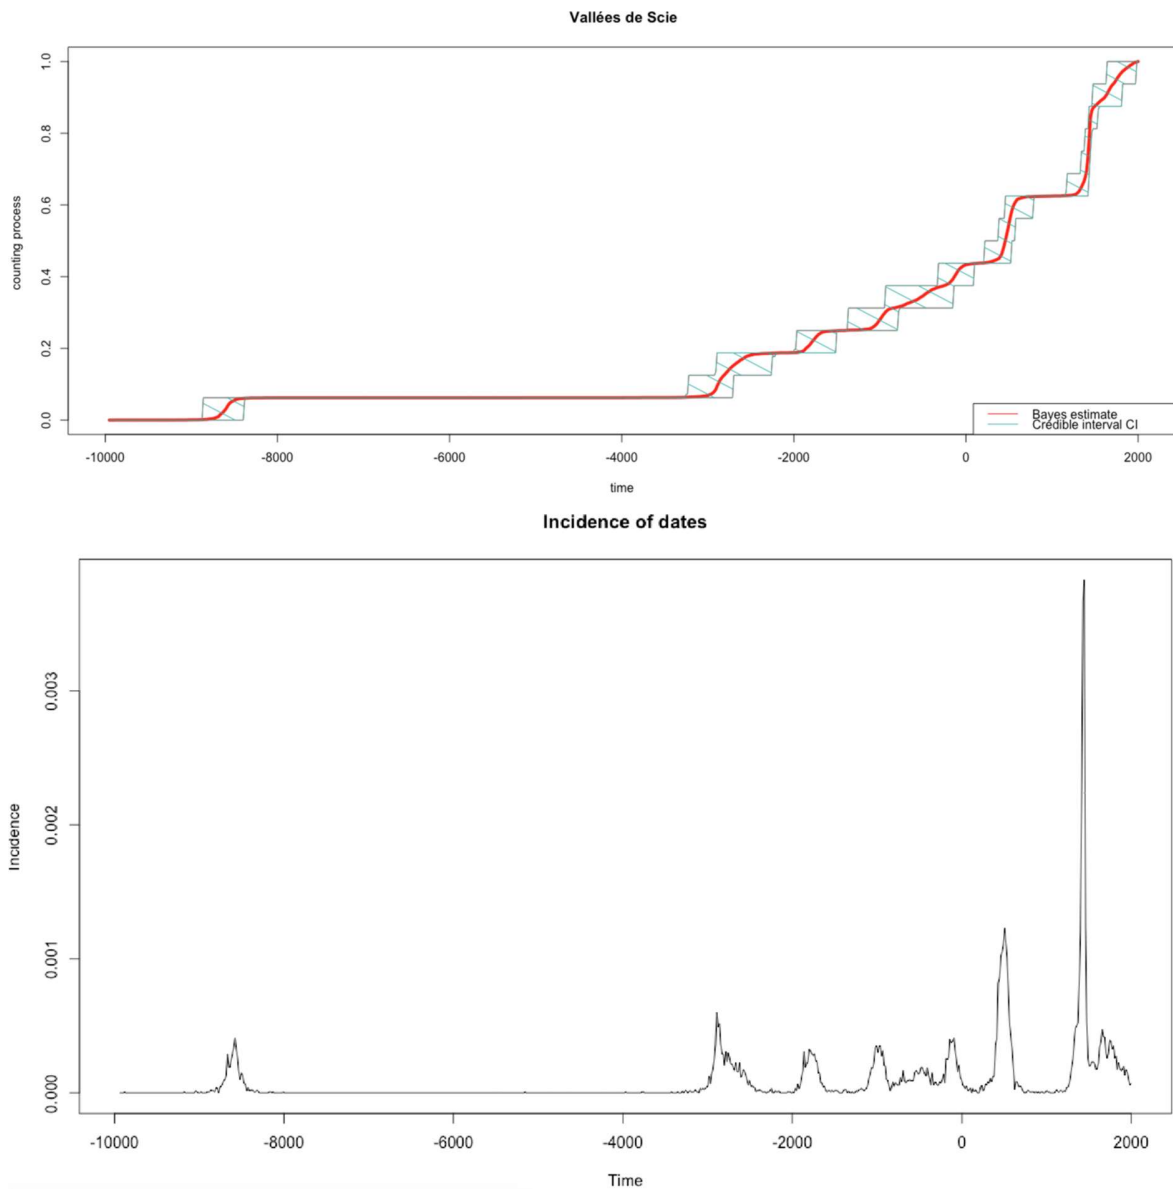 Vallées de Scie
counting process
1.0
0.8
0.6
0.4
0.2
0.0
Bayes estimate
Crédible interval CI
-10000 -8000 -6000 -4000 -2000 0 2000
time
Incidence of dates
Incidence
0.003
0.002
0.001
0.000
-10000 -8000 -6000 -4000 -2000 0 2000
Time